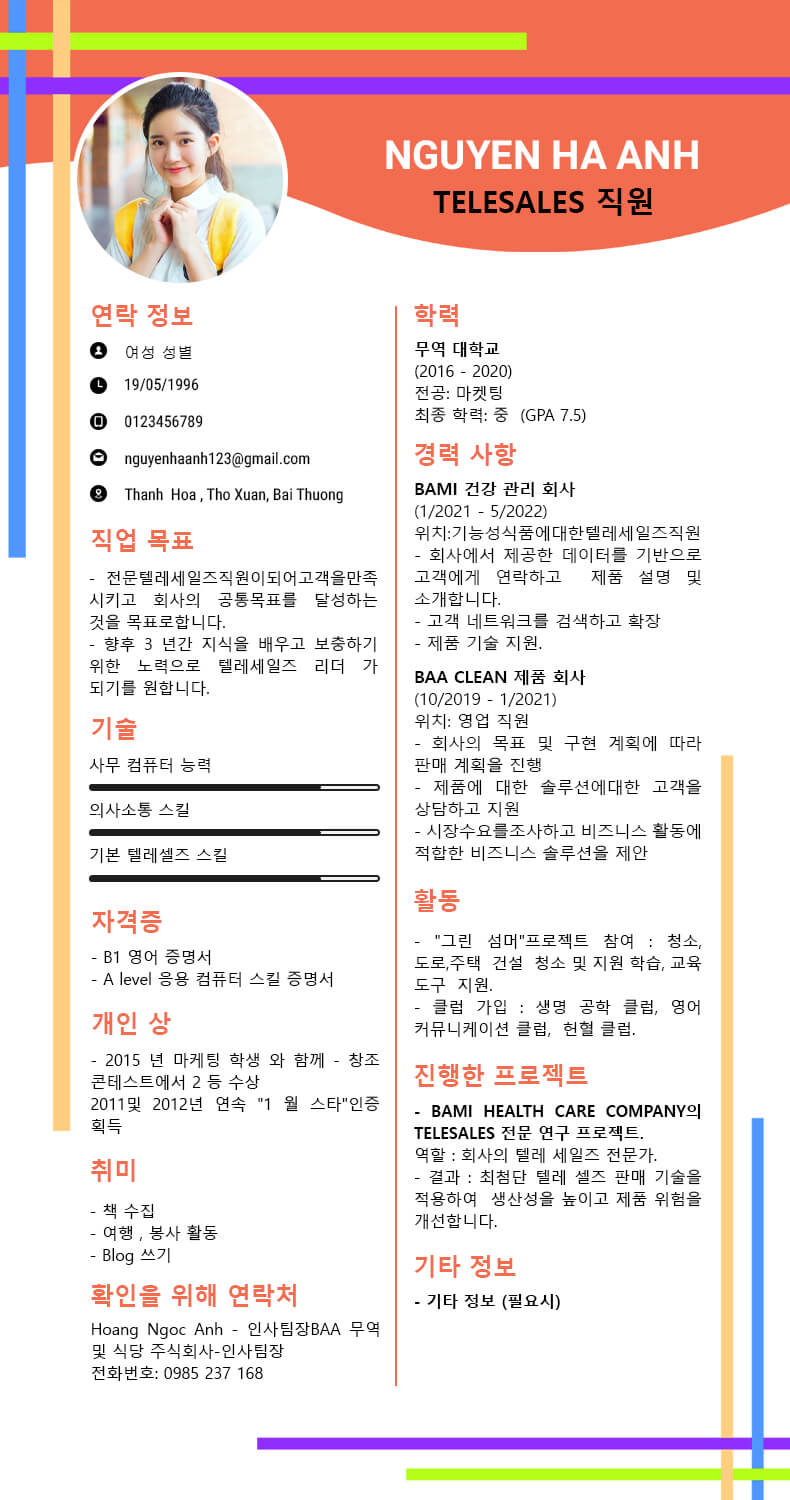 NGUYEN HA ANH
TELESALES 직원
연락 정보
여성 성별
19/05/1996
0123456789
nguyenhaanh123@gmail.com
Thanh Hoa , Tho Xuan, Bai Thuong
직업 목표
- 전문텔레세일즈직원이되어고객을만족
시키고 회사의 공통목표를 달성하는
것을 목표로합니다.
- 향후 3 년간 지식을 배우고 보충하기
위한 노력으로 텔레세일즈 리더 가
되기를 원합니다.
기술
사무 컴퓨터 능력
의사소통 스킬
기본 텔레셀즈 스킬
자격증
- B1 영어 증명서
- A level 응용 컴퓨터 스킬 증명서
개인 상
- 2015 년 마케팅 학생 와 함께 - 창조
콘테스트에서 2 등 수상
2011및 2012년 연속 "1 월 스타"인증
획득
취미
- 책 수집
- 여행 , 봉사 활동
- Blog 쓰기
확인을 위해 연락처
Hoang Ngoc Anh - 인사팀장BAA 무역
및 식당 주식회사-인사팀장
전화번호: 0985 237 168
학력
무역 대학교
(2016 - 2020)
전공: 마켓팅
최종 학력: 중 (GPA 7.5)
경력 사항
BAMI 건강 관리 회사
(1/2021 - 5/2022)
위치:기능성식품에대한텔레세일즈직원
- 회사에서 제공한 데이터를 기반으로
고객에게 연락하고 제품 설명 및
소개합니다.
- 고객 네트워크를 검색하고 확장
- 제품 기술 지원.
BAA CLEAN 제품 회사
(10/2019 - 1/2021)
위치: 영업 직원
- 회사의 목표 및 구현 계획에 따라
판매 계획을 진행
- 제품에 대한 솔루션에대한 고객을
상담하고 지원
- 시장수요를조사하고 비즈니스 활동에
적합한 비즈니스 솔루션을 제안
활동
- "그린 섬머"프로젝트 참여 : 청소,
도로,주택 건설 청소 및 지원 학습, 교육
도구 지원.
- 클럽 가입 : 생명 공학 클럽, 영어
커뮤니케이션 클럽, 헌혈 클럽.
진행한 프로젝트
- BAMI HEALTH CARE COMPANY의
TELESALES 전문 연구 프로젝트.
역할 : 회사의 텔레 세일즈 전문가.
- 결과 : 최첨단 텔레 셀즈 판매 기술을
적용하여 생산성을 높이고 제품 위험을
개선합니다.
기타 정보
- 기타 정보 (필요시)